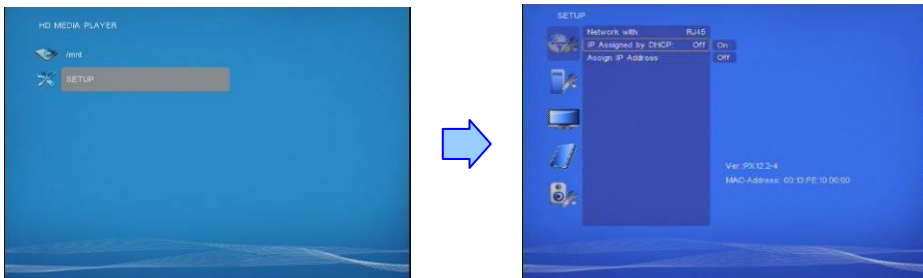 HD MEDIA PLAYER
/mnt
SETUP
SETUP
Network with: RJ45
IP Assigned by DHCP: Off On
Assign IP Address Off
Ver.:PX12.2-4
MAC-Address: 00:13:FE:10:00:00